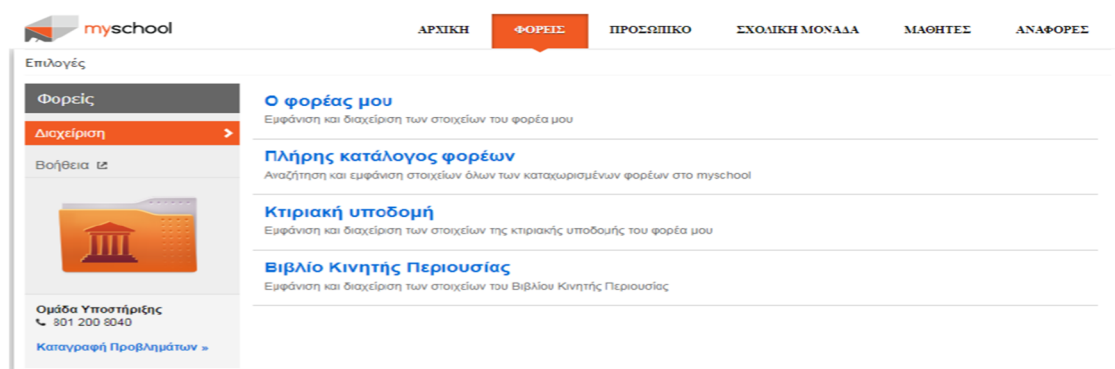 myschool
ΑΡΧΙΚΗ ΦΟΡΕΙΣ ΠΡΟΣΩΠΙΚΟ ΣΧΟΛΙΚΗ ΜΟΝΑΔΑ ΜΑΘΗΤΕΣ ΑΝΑΦΟΡΕΣ
Επιλογές
Φορείς
Διαχείριση
Βοήθεια
Ομάδα Υποστήριξης
801 200 8040
Καταγραφή Προβλημάτων »
Ο φορέας μου
Εμφάνιση και διαχείριση των στοιχείων του φορέα μου
Πλήρης κατάλογος φορέων
Αναζήτηση και εμφάνιση στοιχείων όλων των καταχωρισμένων φορέων στο myschool
Κτιριακή υποδομή
Εμφάνιση και διαχείριση των στοιχείων της κτιριακής υποδομής του φορέα μου
Βιβλίο Κινητής Περιουσίας
Εμφάνιση και διαχείριση των στοιχείων του Βιβλίου Κινητής Περιουσίας